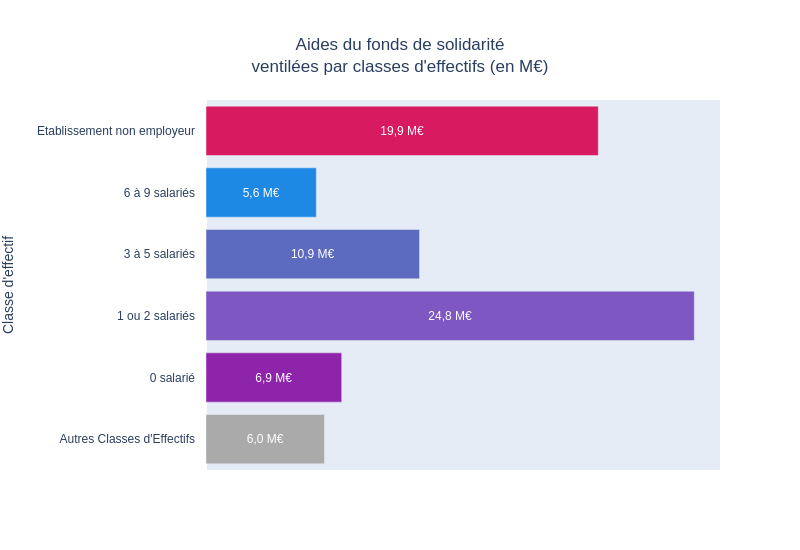 Aides du fonds de solidarité
ventilées par classes d'effectifs (en M€)
Classe d'effectif
Etablissement non employeur
19,9 M€
6 à 9 salariés
5,6 M€
3 à 5 salariés
10,9 M€
1 ou 2 salariés
24,8 M€
0 salarié
6,9 M€
Autres Classes d'Effectifs
6,0 M€